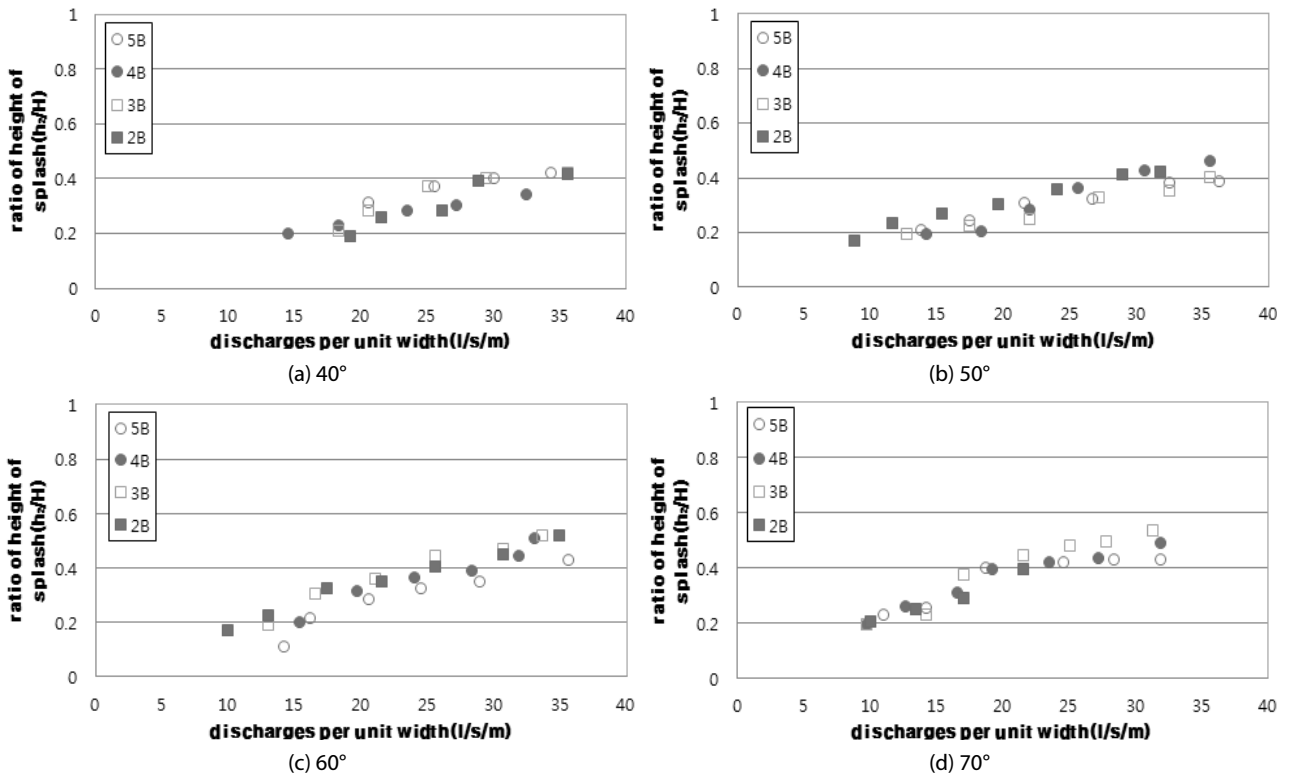 1
0.8
0.6
0.4
0.2
0
ratio of height of
splash(h₂/H)
5B
4B
3B
2B
0 5 10 15 20 25 30 35 40
discharges per unit width(l/s/m)
(a) 40°
1
0.8
0.6
0.4
0.2
0
ratio of height of
splash(h₂/H)
5B
4B
3B
2B
0 5 10 15 20 25 30 35 40
discharges per unit width(l/s/m)
(b) 50°
1
0.8
0.6
0.4
0.2
0
ratio of height of
splash(h₂/H)
5B
4B
3B
2B
0 5 10 15 20 25 30 35 40
discharges per unit width(l/s/m)
(c) 60°
1
0.8
0.6
0.4
0.2
0
ratio of height of
splash(h₂/H)
5B
4B
3B
2B
0 5 10 15 20 25 30 35 40
discharges per unit width(l/s/m)
(d) 70°